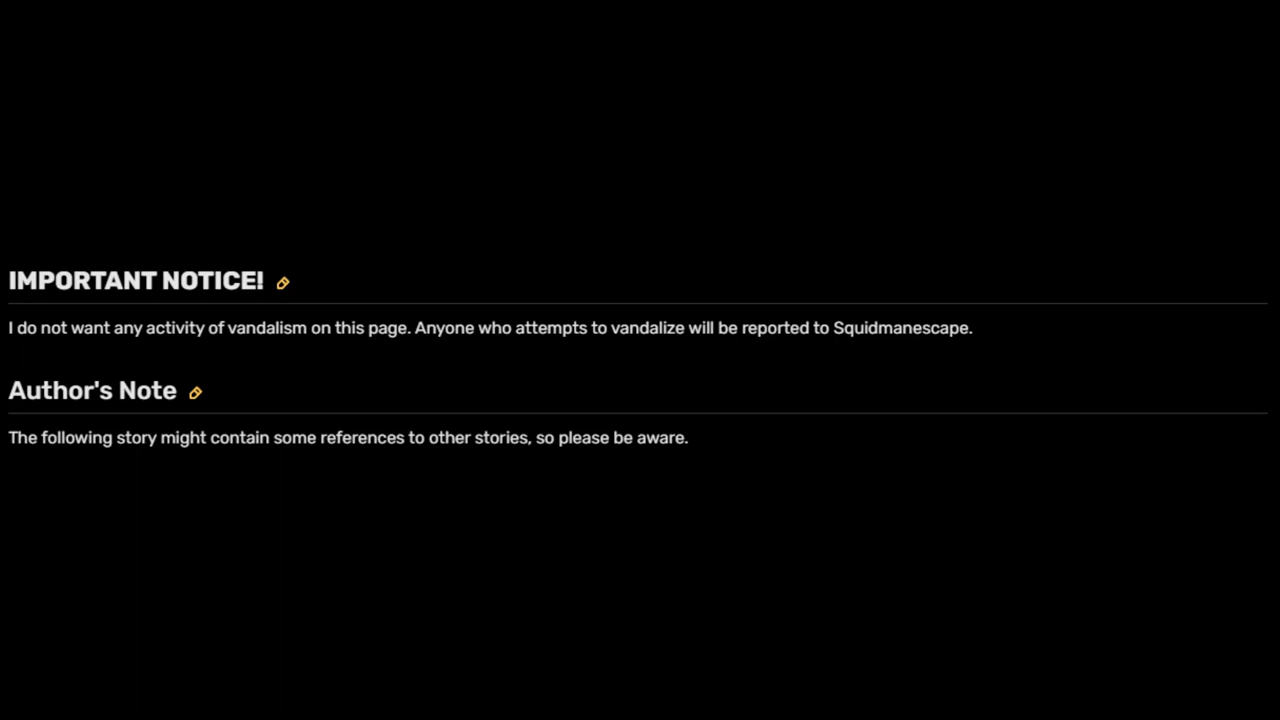 IMPORTANT NOTICE!
I do not want any activity of vandalism on this page. Anyone who attempts to vandalize will be reported to Squidmanescape.
Author's Note
The following story might contain some references to other stories, so please be aware.